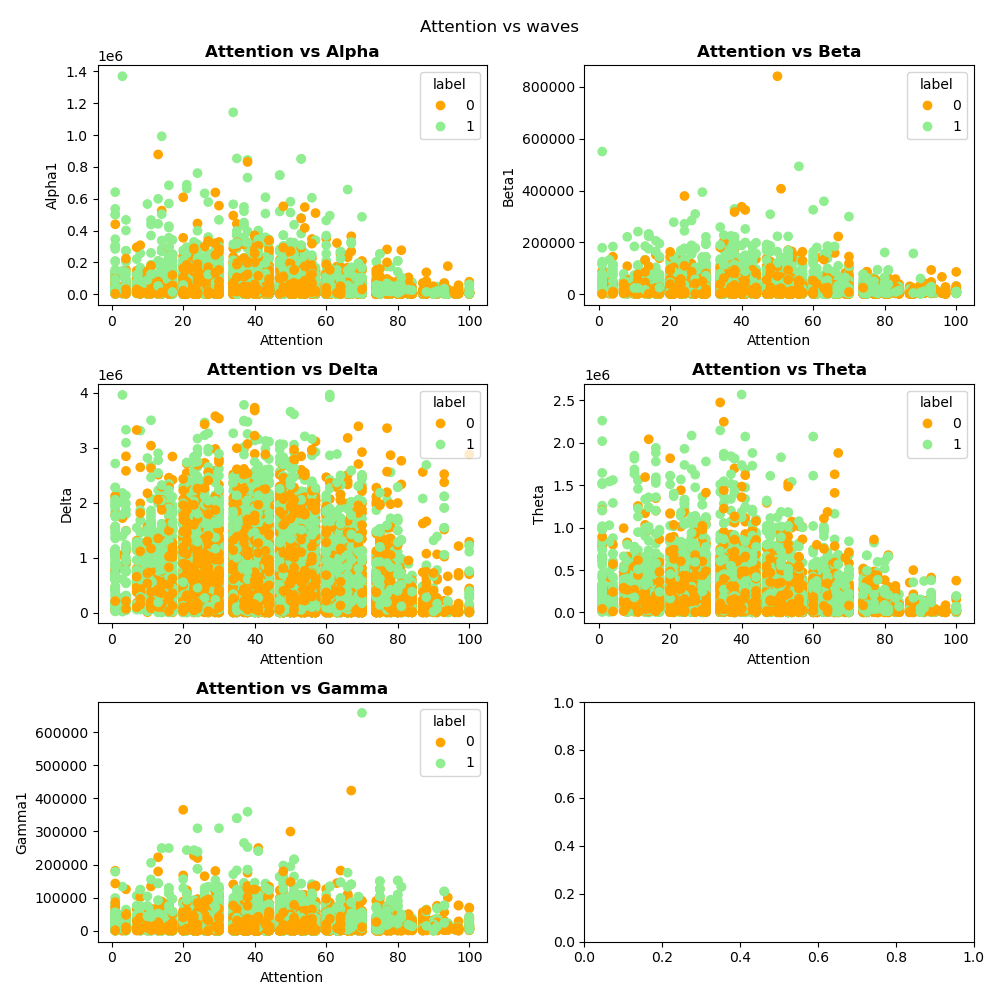 Attention vs waves
Attention vs Alpha
1e6
1.4
1.2
1.0
0.8
0.6
0.4
0.2
0.0
Alpha1
0 20 40 60 80 100
Attention
label
0
1
Attention vs Beta
800000
600000
400000
200000
0
Beta1
0 20 40 60 80 100
Attention
label
0
1
Attention vs Delta
1e6
4
3
2
1
0
Delta
0 20 40 60 80 100
Attention
label
0
1
Attention vs Theta
1e6
2.5
2.0
1.5
1.0
0.5
0.0
Theta
0 20 40 60 80 100
Attention
label
0
1
Attention vs Gamma
600000
500000
400000
300000
200000
100000
0
Gamma1
0 20 40 60 80 100
Attention
label
0
1
1.0
0.8
0.6
0.4
0.2
0.0
0.0 0.2 0.4 0.6 0.8 1.0